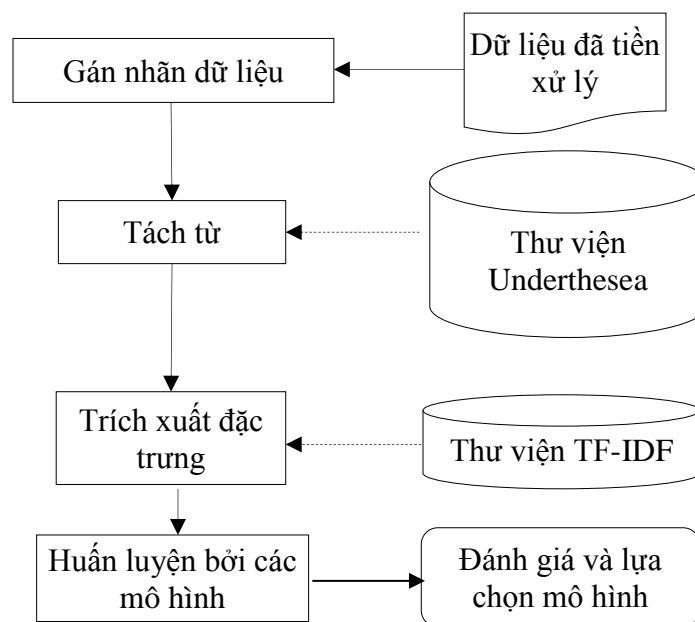 Gán nhãn dữ liệu
Dữ liệu đã tiền
xử lý
Tách từ
Thư viện
Underthesea
Trích xuất đặc
trưng
Thư viện TF-IDF
Huấn luyện bởi các
mô hình
Đánh giá và lựa
chọn mô hình